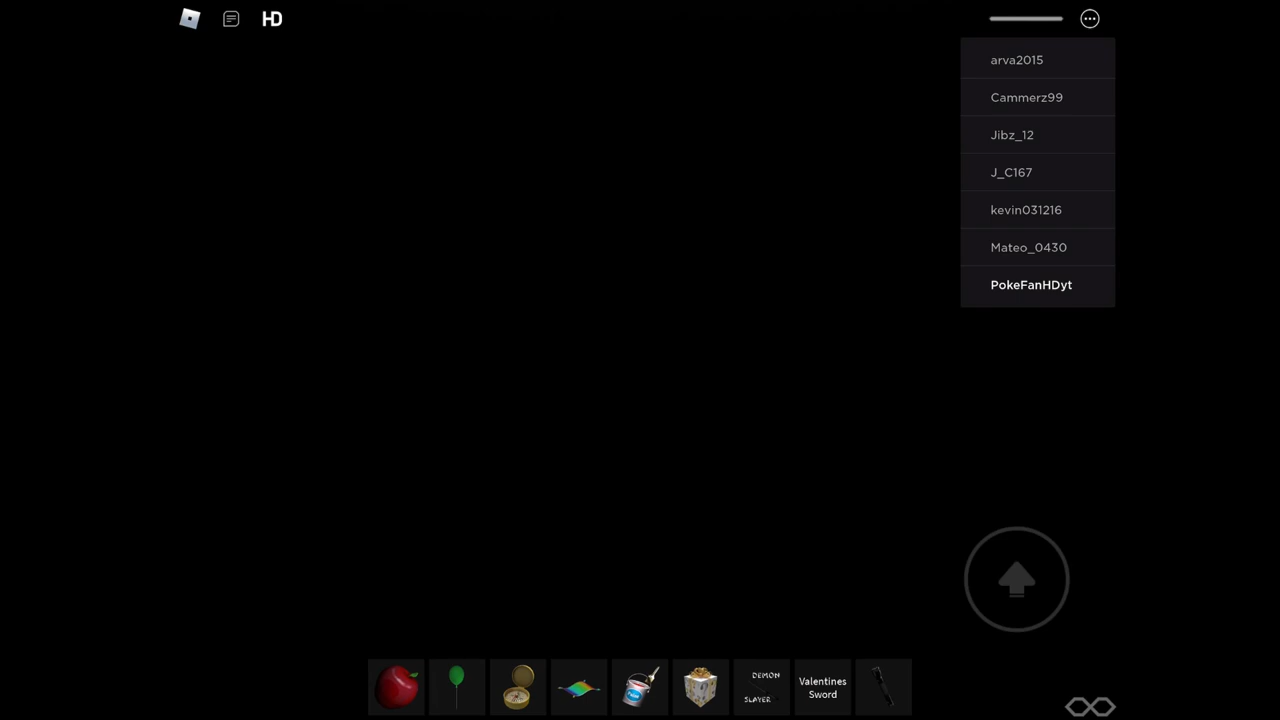 HD
arva2015
Cammerz99
Jibz_12
J_C167
kevin031216
Mateo_0430
PokeFanHDyt
DEMON
SLAYER
Valentines
Sword